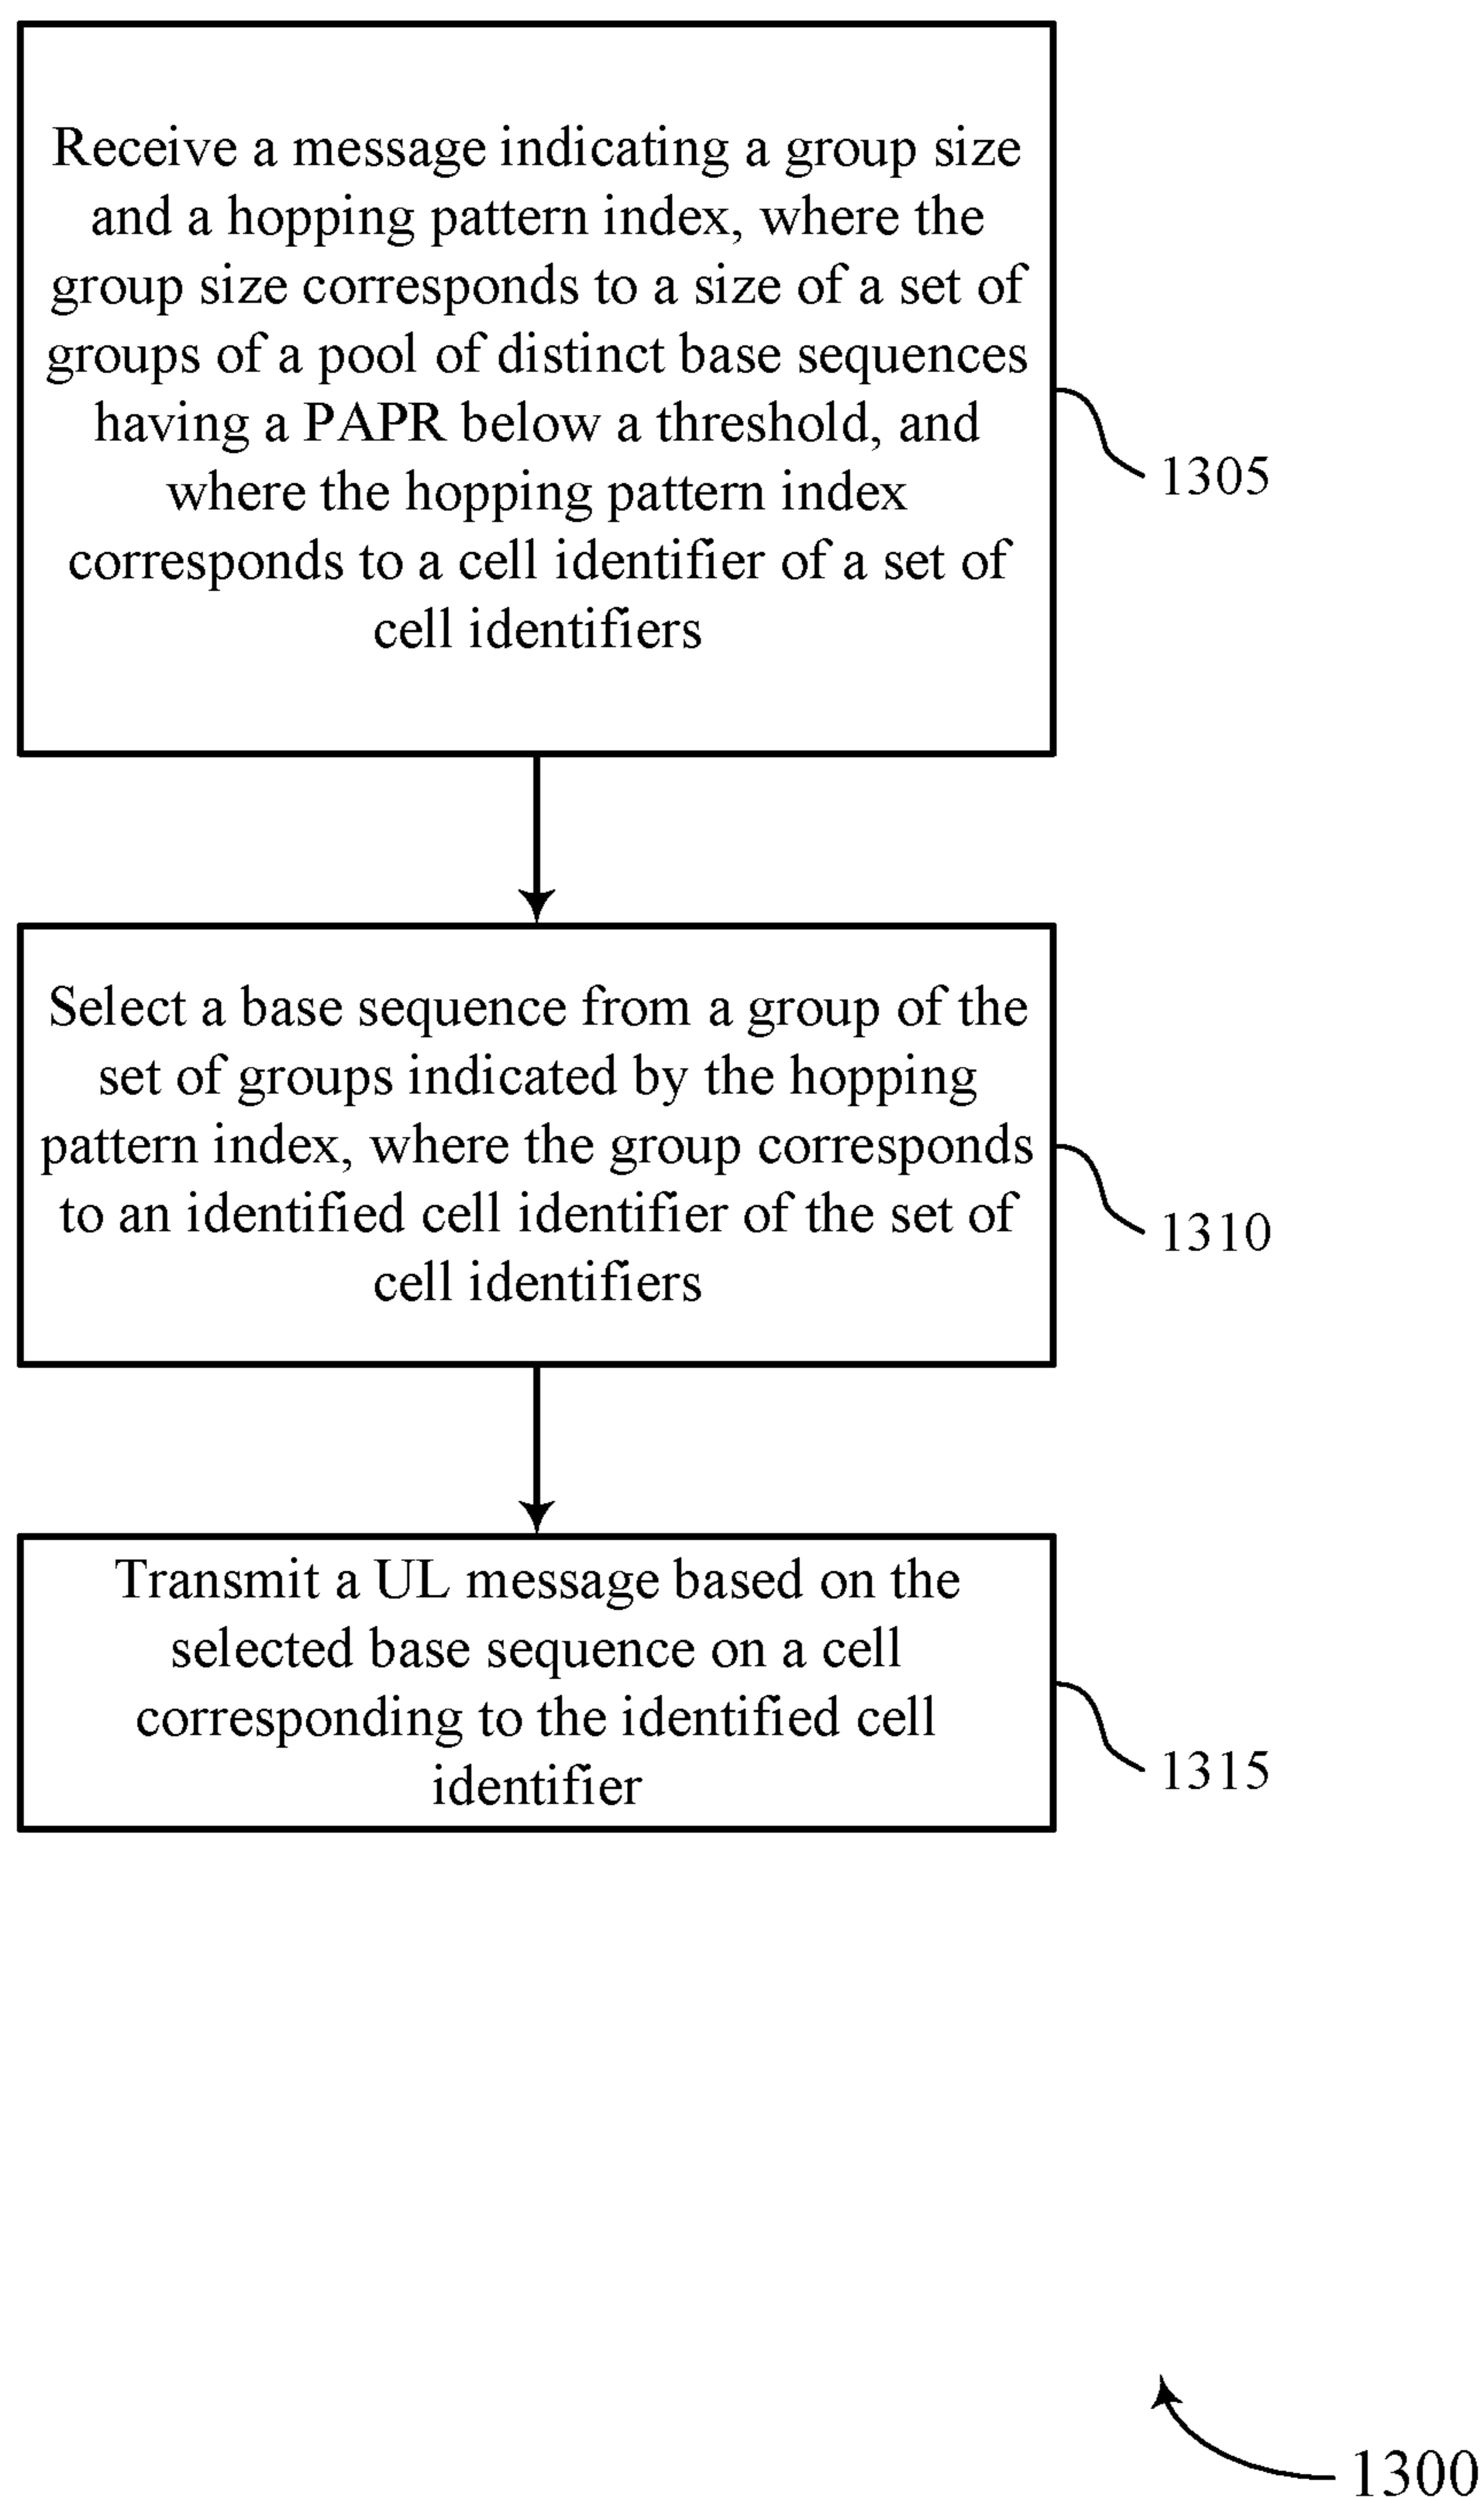 Receive a message indicating a group size
and a hopping pattern index, where the
group size corresponds to a size of a set of
groups of a pool of distinct base sequences
having a PAPR below a threshold, and
where the hopping pattern index
corresponds to a cell identifier of a set of
cell identifiers
1305
Select a base sequence from a group of the
set of groups indicated by the hopping
pattern index, where the group corresponds
to an identified cell identifier of the set of
cell identifiers
1310
Transmit a UL message based on the
selected base sequence on a cell
corresponding to the identified cell
identifier
1315
1300